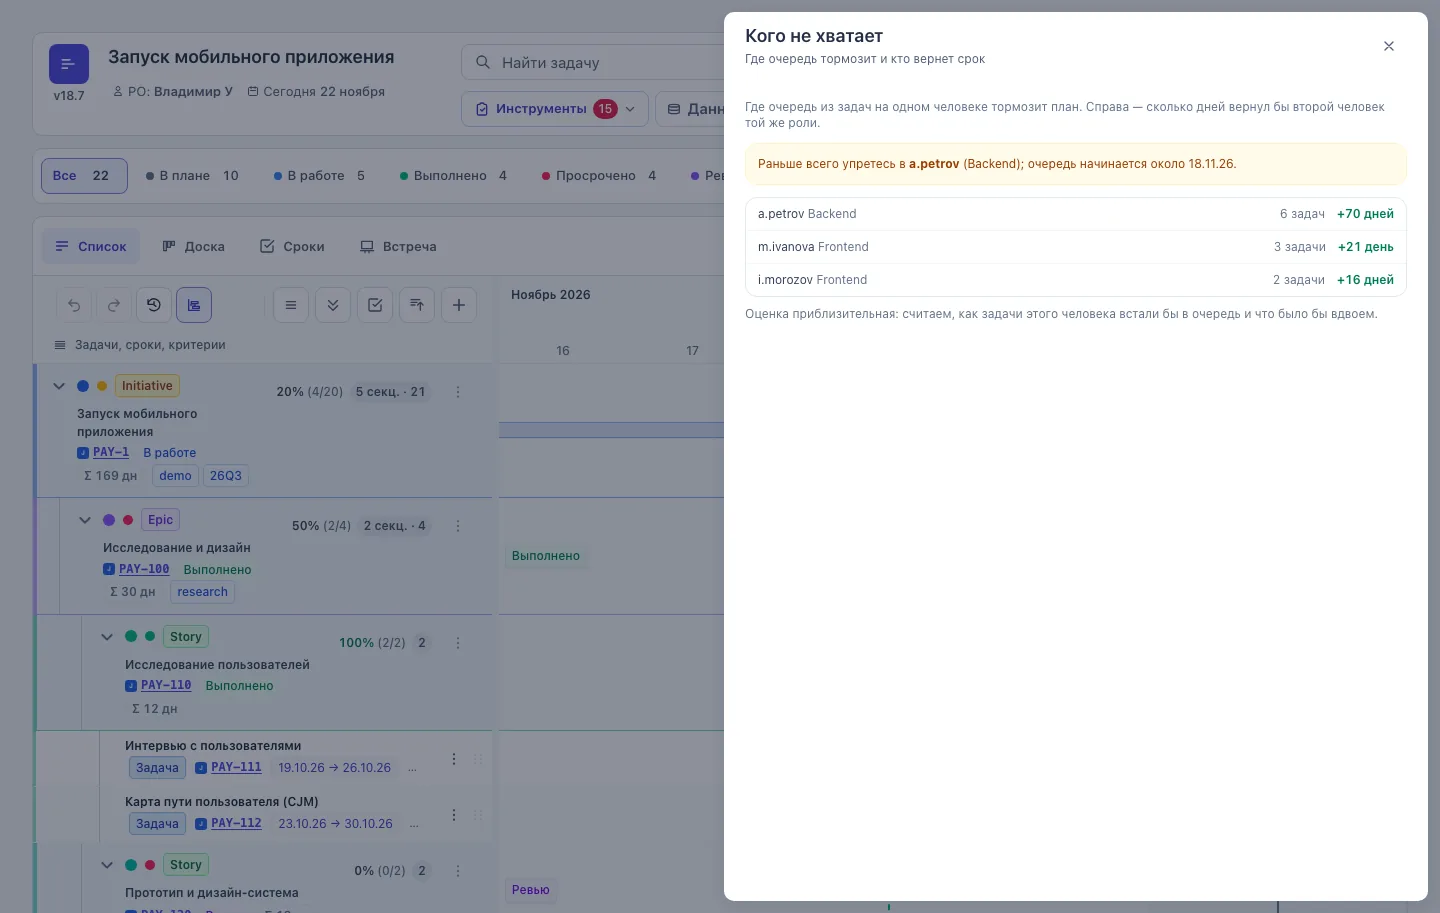 Запуск мобильного приложения
v18.7
PO: Владимир У
Сегодня 22 ноября
Найти задачу
Инструменты 15
Все 22
В плане 10
В работе 5
Выполнено 4
Просрочено 4
Список
Доска
Сроки
Встреча
Ноябрь 2026
Задачи, сроки, критерии
16 17
Initiative
20% (4/20) 5 секц. · 21
Запуск мобильного
приложения
PAY-1 В работе
Σ 169 дн demo 26Q3
Epic
50% (2/4) 2 секц. · 4
Исследование и дизайн
PAY-100 Выполнено
Σ 30 дн research
Выполнено
Story
100% (2/2) 2
Исследование пользователей
PAY-110 Выполнено
Σ 12 дн
Интервью с пользователями
Задача PAY-111 19.10.26 → 26.10.26 ...
Карта пути пользователя (CJM)
Задача PAY-112 23.10.26 → 30.10.26 ...
Story
0% (0/2) 2
Прототип и дизайн-система
Ревью
Кого не хватает
Где очередь тормозит и кто вернет срок
Где очередь из задач на одном человеке тормозит план. Справа — сколько дней вернул бы второй человек
той же роли.
Раньше всего упретесь в a.petrov (Backend); очередь начинается около 18.11.26.
a.petrov Backend 6 задач +70 дней
m.ivanova Frontend 3 задачи +21 день
i.morozov Frontend 2 задачи +16 дней
Оценка приблизительная: считаем, как задачи этого человека встали бы в очередь и что было бы вдвоем.